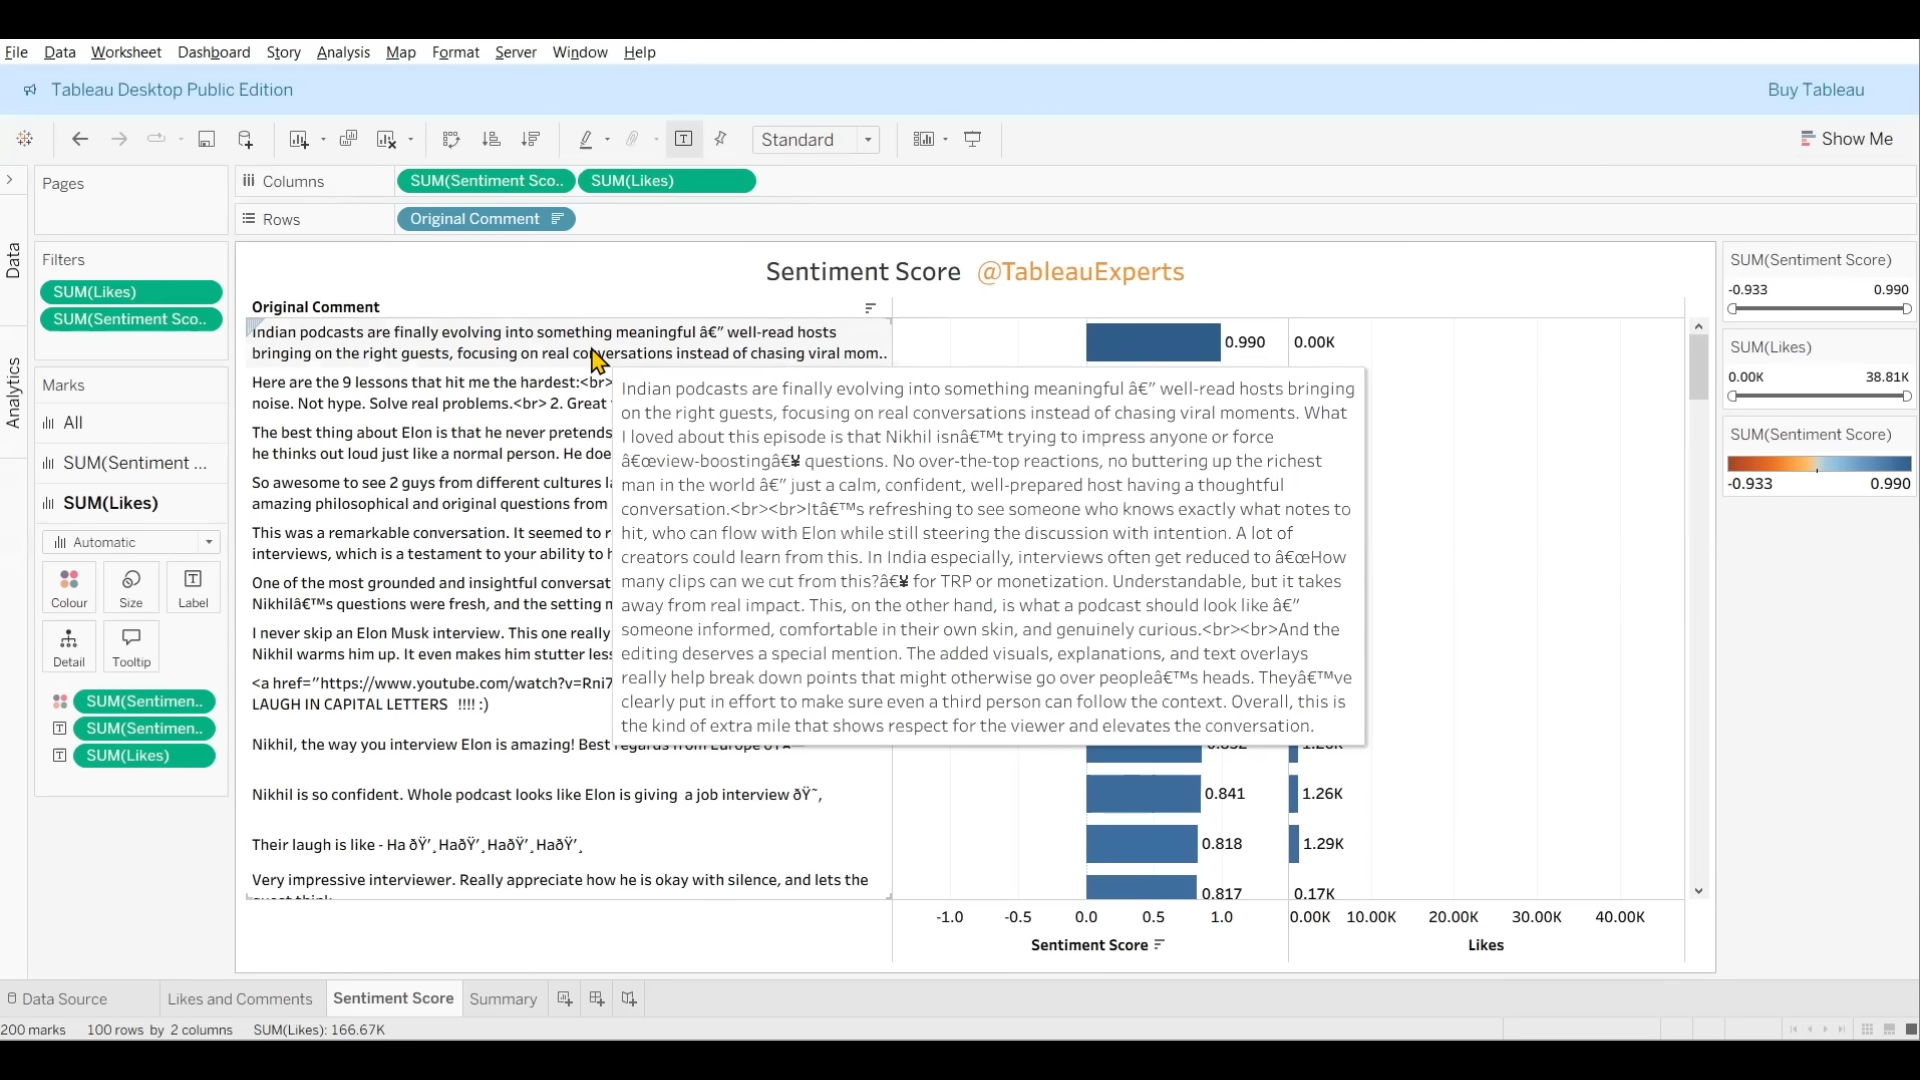 File Data Worksheet Dashboard Story Analysis Map Format Server Window Help
Tableau Desktop Public Edition
Buy Tableau
Standard
Show Me
Data
Analytics
Pages
Columns SUM(Sentiment Sco.. SUM(Likes)
Rows Original Comment
Filters
SUM(Likes)
SUM(Sentiment Sco..
Marks
All
SUM(Sentiment ...
SUM(Likes)
Automatic
Colour Size Label
Detail Tooltip
SUM(Sentimen..
SUM(Sentimen..
SUM(Likes)
Sentiment Score @TableauExperts
Original Comment
Indian podcasts are finally evolving into something meaningful â€” well-read hosts
bringing on the right guests, focusing on real conversations instead of chasing viral mom..
0.990 0.00K
Here are the 9 lessons that hit me the hardest:<br>
noise. Not hype. Solve real problems.<br> 2. Great
The best thing about Elon is that he never pretends
he thinks out loud just like a normal person. He doe
So awesome to see 2 guys from different cultures
amazing philosophical and original questions from
This was a remarkable conversation. It seemed to
interviews, which is a testament to your ability to
One of the most grounded and insightful conversat
Nikhilâ€™s questions were fresh, and the setting
I never skip an Elon Musk interview. This one really
Nikhil warms him up. It even makes him stutter less
<a href="https://www.youtube.com/watch?v=Rni7
LAUGH IN CAPITAL LETTERS !!!! :)
Nikhil, the way you interview Elon is amazing! Best regards from Europe
Nikhil is so confident. Whole podcast looks like Elon is giving a job interview ðŸ˜‚
0.841 1.26K
Their laugh is like - Ha ðŸ’¸HaðŸ’¸HaðŸ’¸HaðŸ’¸
0.818 1.29K
Very impressive interviewer. Really appreciate how he is okay with silence, and lets the
0.817 0.17K
Indian podcasts are finally evolving into something meaningful â€” well-read hosts bringing
on the right guests, focusing on real conversations instead of chasing viral moments. What
I loved about this episode is that Nikhil isnâ€™t trying to impress anyone or force
â€œview-boostingâ€¥ questions. No over-the-top reactions, no buttering up the richest
man in the world â€” just a calm, confident, well-prepared host having a thoughtful
conversation.<br><br>Itâ€™s refreshing to see someone who knows exactly what notes to
hit, who can flow with Elon while still steering the discussion with intention. A lot of
creators could learn from this. In India especially, interviews often get reduced to â€œHow
many clips can we cut from this?â€¥ for TRP or monetization. Understandable, but it takes
away from real impact. This, on the other hand, is what a podcast should look like â€”
someone informed, comfortable in their own skin, and genuinely curious.<br><br>And the
editing deserves a special mention. The added visuals, explanations, and text overlays
really help break down points that might otherwise go over peopleâ€™s heads. Theyâ€™ve
clearly put in effort to make sure even a third person can follow the context. Overall, this is
the kind of extra mile that shows respect for the viewer and elevates the conversation.
-1.0 -0.5 0.0 0.5 1.0 0.00K 10.00K 20.00K 30.00K 40.00K
Sentiment Score Likes
SUM(Sentiment Score)
-0.933 0.990
SUM(Likes)
0.00K 38.81K
SUM(Sentiment Score)
-0.933 0.990
Data Source Likes and Comments Sentiment Score Summary
200 marks 100 rows by 2 columns SUM(Likes): 166.67K